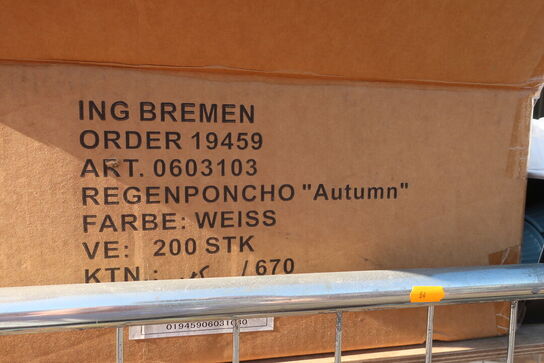 ING BREMEN
ORDER 19459
ART. 0603103
REGENPONCHO "Autumn"
FARBE: WEISS
VE: 200 STK
KTN.: /670